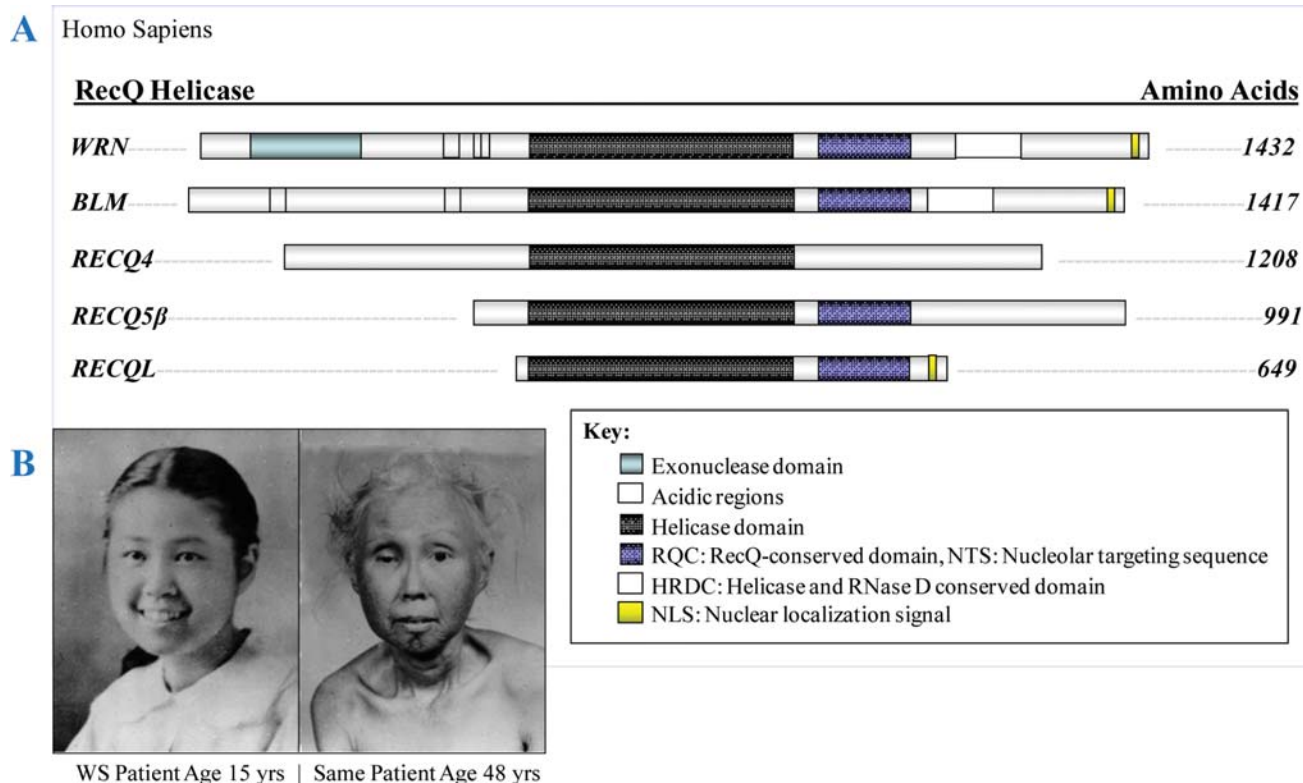 A
Homo Sapiens
RecQ Helicase Amino Acids
WRN 1432
BLM 1417
RECQ4 1208
RECQ5β 991
RECQL 649
B
Key:
Exonuclease domain
Acidic regions
Helicase domain
RQC: RecQ-conserved domain, NTS: Nucleolar targeting sequence
HRDC: Helicase and RNase D conserved domain
NLS: Nuclear localization signal
WS Patient Age 15 yrs | Same Patient Age 48 yrs